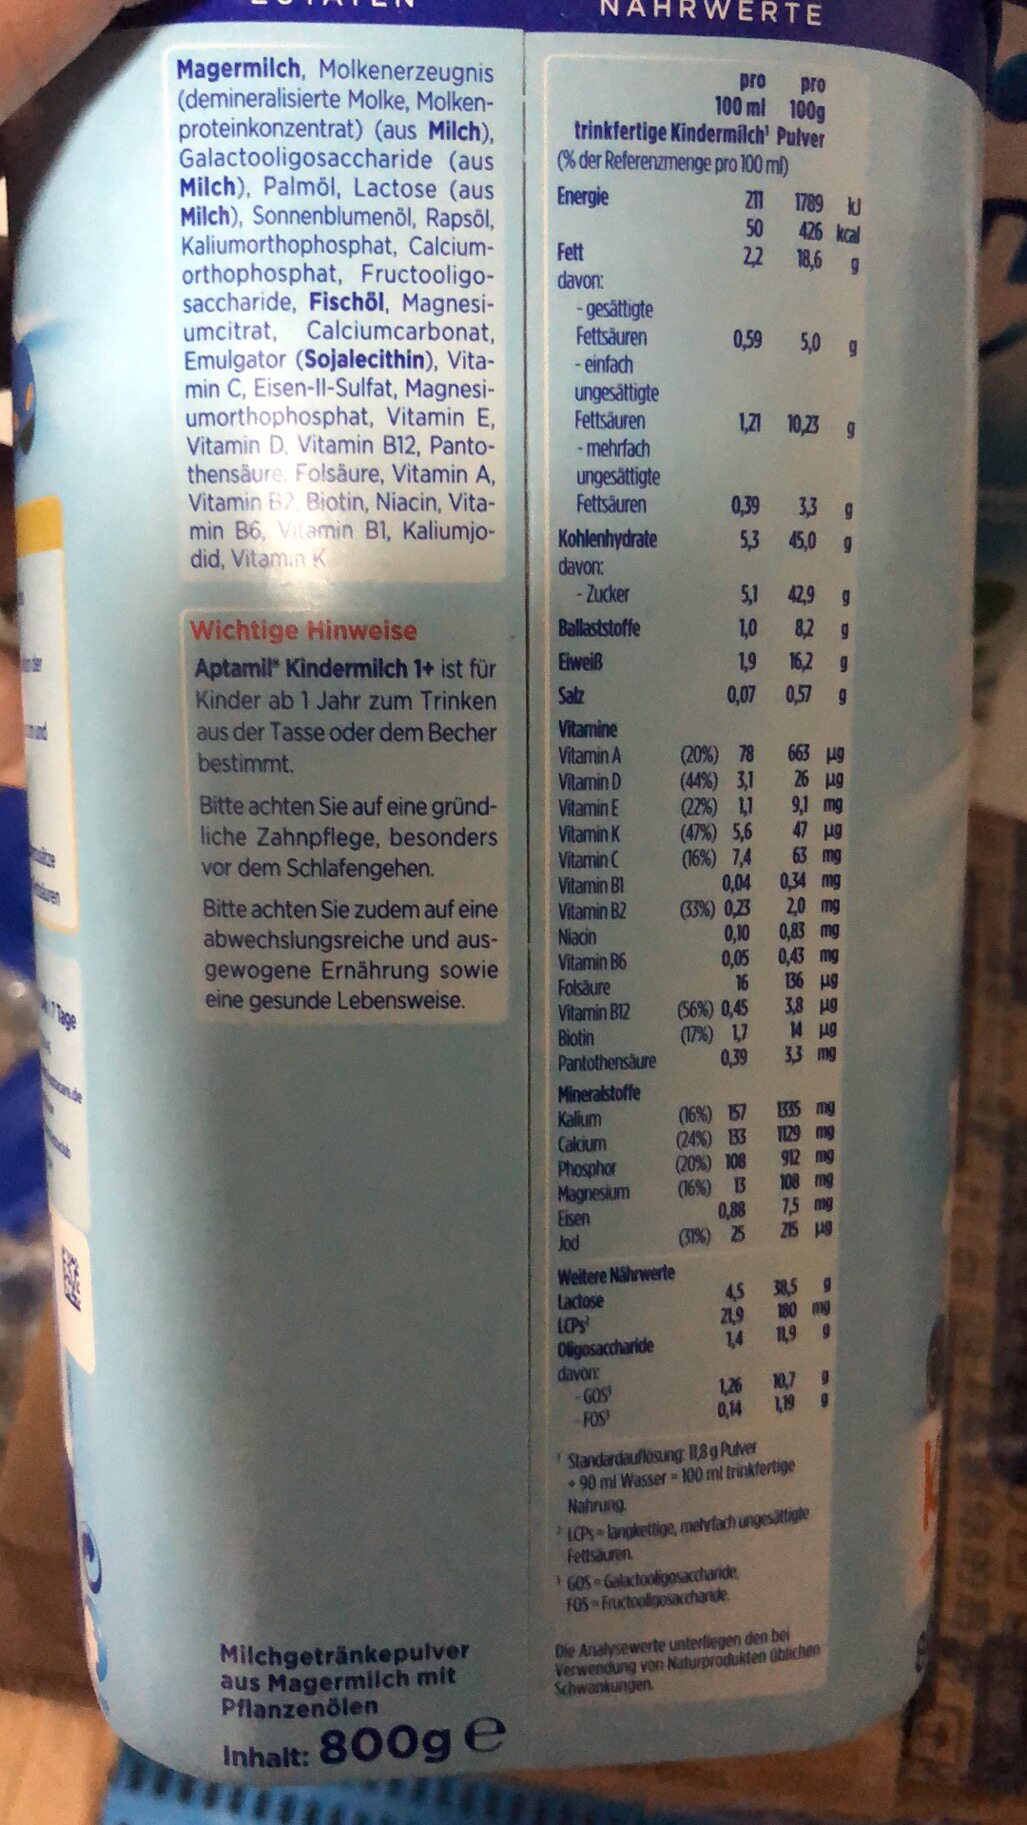 NÄHRWERTE
Magermilch, Molkenerzeugnis
(demineralisierte Molke, Molken-
proteinkonzentrat) (aus Milch),
Galactooligosaccharide (aus
Milch), Palmöl, Lactose (aus
Milch), Sonnenblumenöl, Rapsöl,
Kaliumorthophosphat, Calcium-
orthophosphat, Fructooligo-
saccharide, Fischöl, Magnesi-
umcitrat, Calciumcarbonat,
Emulgator (Sojalecithin), Vita-
min C, Eisen-II-Sulfat, Magnesi-
umorthophosphat, Vitamin E,
Vitamin D, Vitamin B12, Panto-
thensäure, Folsäure, Vitamin A,
Vitamin B2, Biotin, Niacin, Vita-
min B6, Vitamin B1, Kaliumjo-
did, Vitamin K
Wichtige Hinweise
Aptamil® Kindermilch 1+ ist für
Kinder ab 1 Jahr zum Trinken
aus der Tasse oder dem Becher
bestimmt.
Bitte achten Sie auf eine gründ-
liche Zahnpflege, besonders
vor dem Schlafengehen.
Bitte achten Sie zudem auf eine
abwechslungsreiche und aus-
gewogene Ernährung sowie
eine gesunde Lebensweise.
Milchgetränkepulver
aus Magermilch mit
Pflanzenölen
Inhalt: 800g e
pro pro
100 ml 100g
trinkfertige Kindermilch¹ Pulver
(% der Referenzmenge pro 100 ml)
Energie 211 1789 kJ
50 426 kcal
Fett 2,2 18,6 g
davon:
- gesättigte
Fettsäuren 0,59 5,0 g
- einfach
ungesättigte
Fettsäuren 1,21 10,23 g
- mehrfach
ungesättigte
Fettsäuren 0,39 3,3 g
Kohlenhydrate 5,3 45,0 g
davon:
- Zucker 5,1 42,9 g
Ballaststoffe 1,0 8,2 g
Eiweiß 1,9 16,2 g
Salz 0,07 0,57 g
Vitamine
Vitamin A (20%) 78 663 µg
Vitamin D (44%) 3,1 26 µg
Vitamin E (22%) 1,1 9,1 mg
Vitamin K (47%) 5,6 47 µg
Vitamin C (16%) 7,4 63 mg
Vitamin B1 0,04 0,34 mg
Vitamin B2 (33%) 0,23 2,0 mg
Niacin 0,10 0,83 mg
Vitamin B6 0,05 0,43 mg
Folsäure 16 136 µg
Vitamin B12 (56%) 0,45 3,8 µg
Biotin (17%) 1,7 14 µg
Pantothensäure 0,39 3,3 mg
Mineralstoffe
Kalium (16%) 157 1335 mg
Calcium (24%) 133 1129 mg
Phosphor (20%) 108 912 mg
Magnesium (16%) 13 108 mg
Eisen 0,88 7,5 mg
Jod (31%) 25 215 µg
Weitere Nährwerte
Lactose 4,5 38,5 g
LCPs² 21,9 180 mg
Oligosaccharide 1,4 11,9 g
davon:
- GOS³ 1,26 10,7 g
- FOS³ 0,14 1,19 g
¹ Standardauflösung: 11,8 g Pulver
+ 90 ml Wasser = 100 ml trinkfertige
Nahrung.
² LCPs = langkettige, mehrfach ungesättigte
Fettsäuren.
³ GOS = Galactooligosaccharide,
FOS = Fructooligosaccharide.
Die Analysewerte unterliegen den bei
Verwendung von Naturprodukten üblichen
Schwankungen.
7 Tage